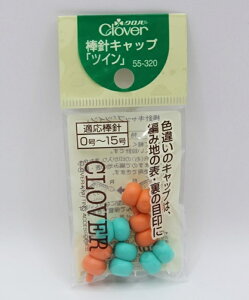 クロバー
Clover
棒針キャップ
「ツイン」
55-320
適応棒針
0号〜15号
色違いのキャップは、
編み地の表・裏の目印に
CLOVER